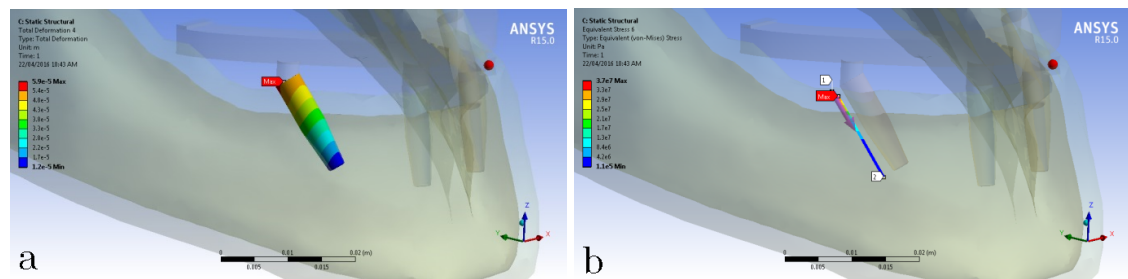 C: Static Structural
Total Deformation 4
Type: Total Deformation
Unit: m
Time: 1
22/04/2016 10:43 AM
5.9e-5 Max
5.4e-5
4.8e-5
4.3e-5
3.8e-5
3.3e-5
2.8e-5
2.2e-5
1.7e-5
1.2e-5 Min
ANSYS
R15.0
Max
Z
Y
X
0
0.01
0.02 (m)
0.005
0.015
a
C: Static Structural
Equivalent Stress 6
Type: Equivalent (von-Mises) Stress
Unit: Pa
Time: 1
22/04/2016 10:43 AM
3.7e7 Max
3.3e7
2.9e7
2.5e7
2.1e7
1.7e7
1.3e7
8.4e6
4.2e6
1.1e5 Min
ANSYS
R15.0
1
Max
2
Z
Y
X
0
0.01
0.02 (m)
0.005
0.015
b